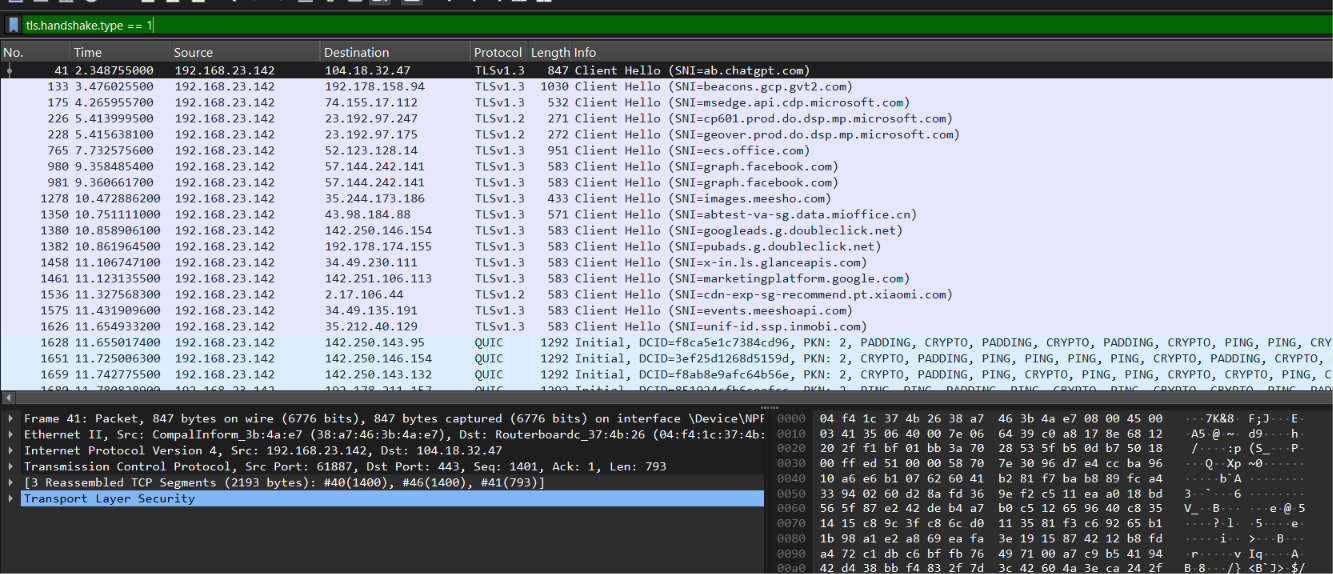 tls.handshake.type == 1
No. Time Source Destination Protocol Length Info
41 2.348755000 192.168.23.142 104.18.32.47 TLSv1.3 847 Client Hello (SNI=ab.chatgpt.com)
133 3.476025500 192.168.23.142 192.178.158.94 TLSv1.3 1030 Client Hello (SNI=beacons.gcp.gvt2.com)
175 4.265955700 192.168.23.142 74.155.17.112 TLSv1.3 532 Client Hello (SNI=msedge.api.cdp.microsoft.com)
226 5.413999500 192.168.23.142 23.192.97.247 TLSv1.2 271 Client Hello (SNI=cp601.prod.do.dsp.mp.microsoft.com)
228 5.415638100 192.168.23.142 23.192.97.175 TLSv1.2 272 Client Hello (SNI=geover.prod.do.dsp.mp.microsoft.com)
765 7.732575600 192.168.23.142 52.123.128.14 TLSv1.3 951 Client Hello (SNI=ecs.office.com)
980 9.358485400 192.168.23.142 57.144.242.141 TLSv1.3 583 Client Hello (SNI=graph.facebook.com)
981 9.360661700 192.168.23.142 57.144.242.141 TLSv1.3 583 Client Hello (SNI=graph.facebook.com)
1278 10.472886200 192.168.23.142 35.244.173.186 TLSv1.3 433 Client Hello (SNI=images.meesho.com)
1350 10.751111000 192.168.23.142 43.98.184.88 TLSv1.3 571 Client Hello (SNI=abtest-va-sg.data.mioffice.cn)
1380 10.858906100 192.168.23.142 142.250.146.154 TLSv1.3 583 Client Hello (SNI=googleads.g.doubleclick.net)
1382 10.861964500 192.168.23.142 192.178.174.155 TLSv1.3 583 Client Hello (SNI=pubads.g.doubleclick.net)
1458 11.106747100 192.168.23.142 34.49.230.111 TLSv1.3 583 Client Hello (SNI=x-in.ls.glanceapis.com)
1461 11.123135500 192.168.23.142 142.251.106.113 TLSv1.3 583 Client Hello (SNI=marketingplatform.google.com)
1536 11.327568300 192.168.23.142 2.17.106.44 TLSv1.2 583 Client Hello (SNI=cdn-exp-sg-recommend.pt.xiaomi.com)
1575 11.431909600 192.168.23.142 34.49.135.191 TLSv1.3 583 Client Hello (SNI=events.meeshoapi.com)
1626 11.654933200 192.168.23.142 35.212.40.129 TLSv1.3 583 Client Hello (SNI=unif-id.ssp.inmobi.com)
1628 11.655017400 192.168.23.142 142.250.143.95 QUIC 1292 Initial, DCID=f8ca5e1c7384cd96, PKN: 2, PADDING, CRYPTO, PADDING, CRYPTO, PADDING, CRYPTO, PING, PING, CRY
1651 11.725006300 192.168.23.142 142.250.146.154 QUIC 1292 Initial, DCID=3ef25d1268d5159d, PKN: 2, CRYPTO, PADDING, PING, PING, PING, PING, CRYPTO, PADDING, CRYPTO,
1659 11.742775500 192.168.23.142 142.250.143.132 QUIC 1292 Initial, DCID=f8ab8e9afc64b56e, PKN: 2, CRYPTO, PADDING, CRYPTO, PADDING, PADDING, CRYPTO, CRYPTO, CRYPTO
Frame 41: Packet, 847 bytes on wire (6776 bits), 847 bytes captured (6776 bits) on interface \Device\NPF
Ethernet II, Src: CompalInform_3b:4a:e7 (38:a7:46:3b:4a:e7), Dst: Routerboardc_37:4b:26 (04:f4:1c:37:4b:
Internet Protocol Version 4, Src: 192.168.23.142, Dst: 104.18.32.47
Transmission Control Protocol, Src Port: 61887, Dst Port: 443, Seq: 1401, Ack: 1, Len: 793
[3 Reassembled TCP Segments (2193 bytes): #40(1400), #46(1400), #41(793)]
Transport Layer Security
0000 04 f4 1c 37 4b 26 38 a7 46 3b 4a e7 08 00 45 00 ···7K&8· F;J···E·
0010 03 41 35 06 40 00 7e 06 64 39 c0 a8 17 8e 68 12 ·A5·@·~· d9····h·
0020 20 2f f1 bf 01 bb 3a 70 28 53 5f b5 0d b7 50 18 /····:p (S_···P·
0030 00 ff ed 51 00 00 58 70 7e 30 96 d7 e4 cc ba 96 ···Q··Xp ~0······
0040 10 a6 e6 b1 07 62 60 41 b2 81 f7 ba b8 89 fc a4 ·····b`A ········
0050 33 94 02 60 d2 8a fd 36 9e f2 c5 11 ea a0 18 bd 3··`···6 ········
0060 56 5f 87 e2 42 de b4 a7 b0 c5 12 65 96 40 c8 35 V_··B··· ···e·@·5
0070 14 15 c8 9c 3f c8 6c d0 11 35 81 f3 c6 92 65 b1 ····?·l· ·5····e·
0080 1b 98 a1 e2 a8 69 ea fa 3e 19 15 87 42 12 b8 fd ·····i·· >···B···
0090 a4 72 c1 db c6 bf fb 76 49 71 00 a7 c9 b5 41 94 ·r·····v Iq····A·
00a0 42 d4 38 bb f4 83 2f 7d 3c 42 60 4a 3e ca 24 2f B·8···/} <B`J>·$/